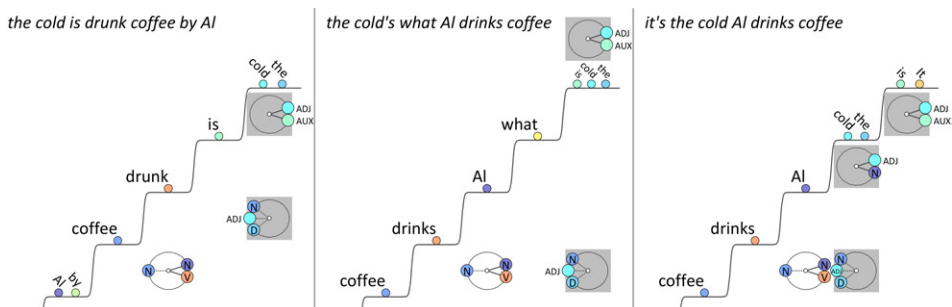 the cold is drunk coffee by Al
the cold's what Al drinks coffee
it's the cold Al drinks coffee
cold the
ADJ
AUX
is
drunk
N
ADJ
D
coffee
N
N
V
Al by
ADJ
AUX
is cold the
what
Al
drinks
N
N
V
N
ADJ
D
coffee
is It
ADJ
AUX
cold the
ADJ
N
Al
drinks
N
N
V
N
ADJ
D
coffee